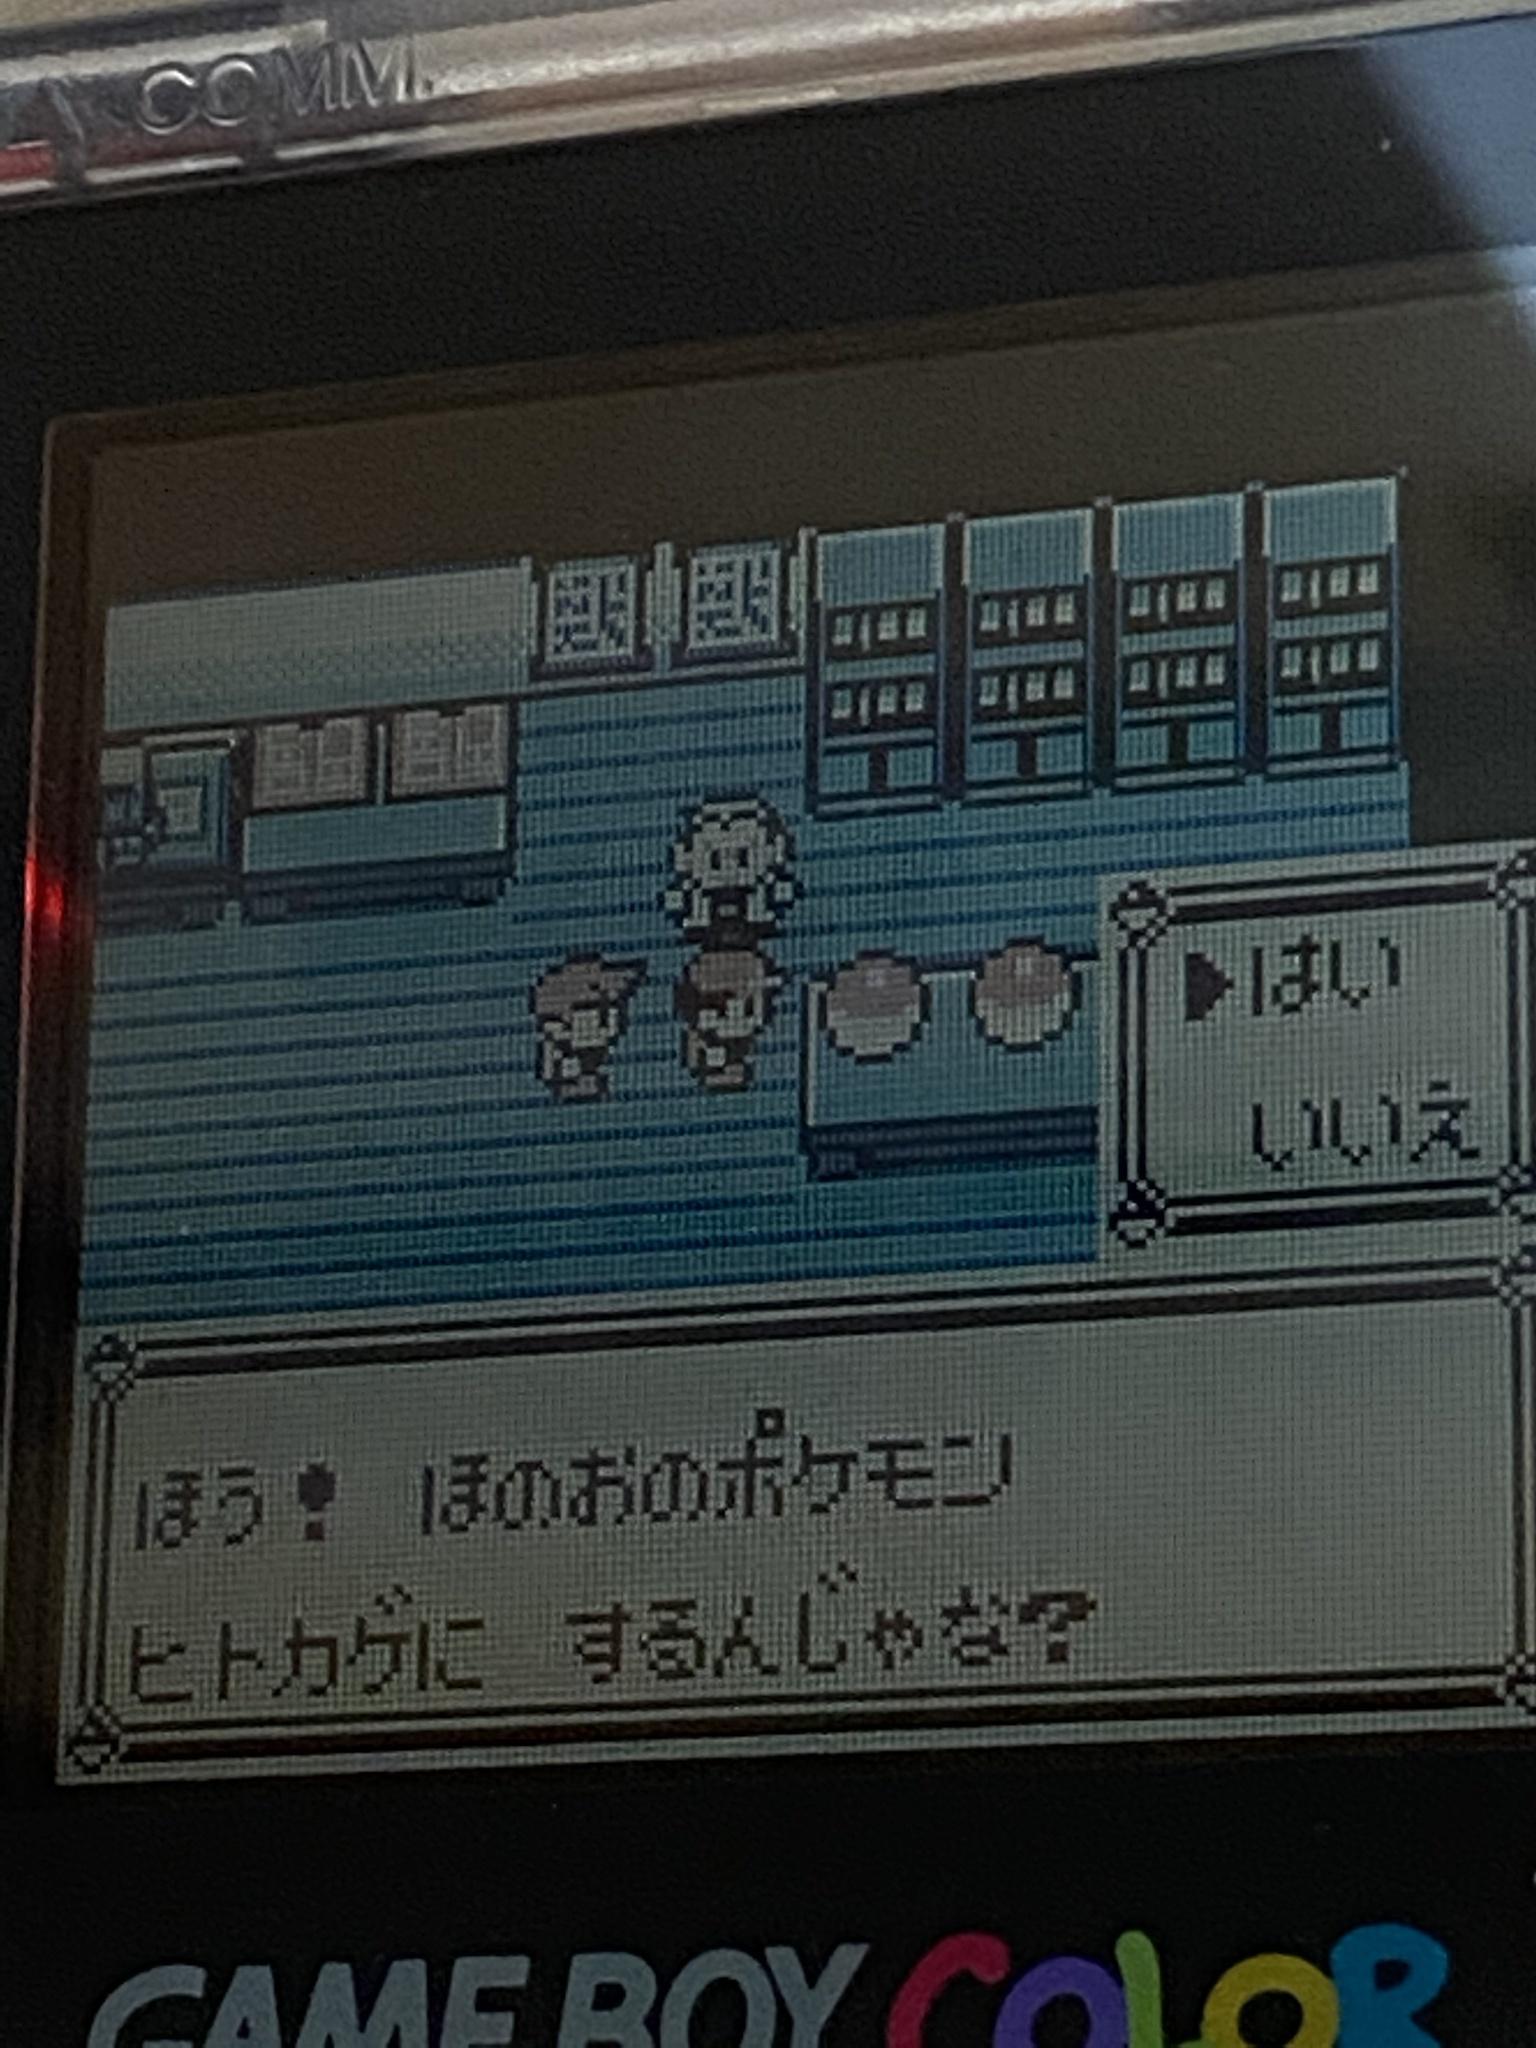 COMM.
はい
いいえ
ほう！ ほのおのポケモン
ヒトカゲに するんじゃな？
GAME BOY COLOR